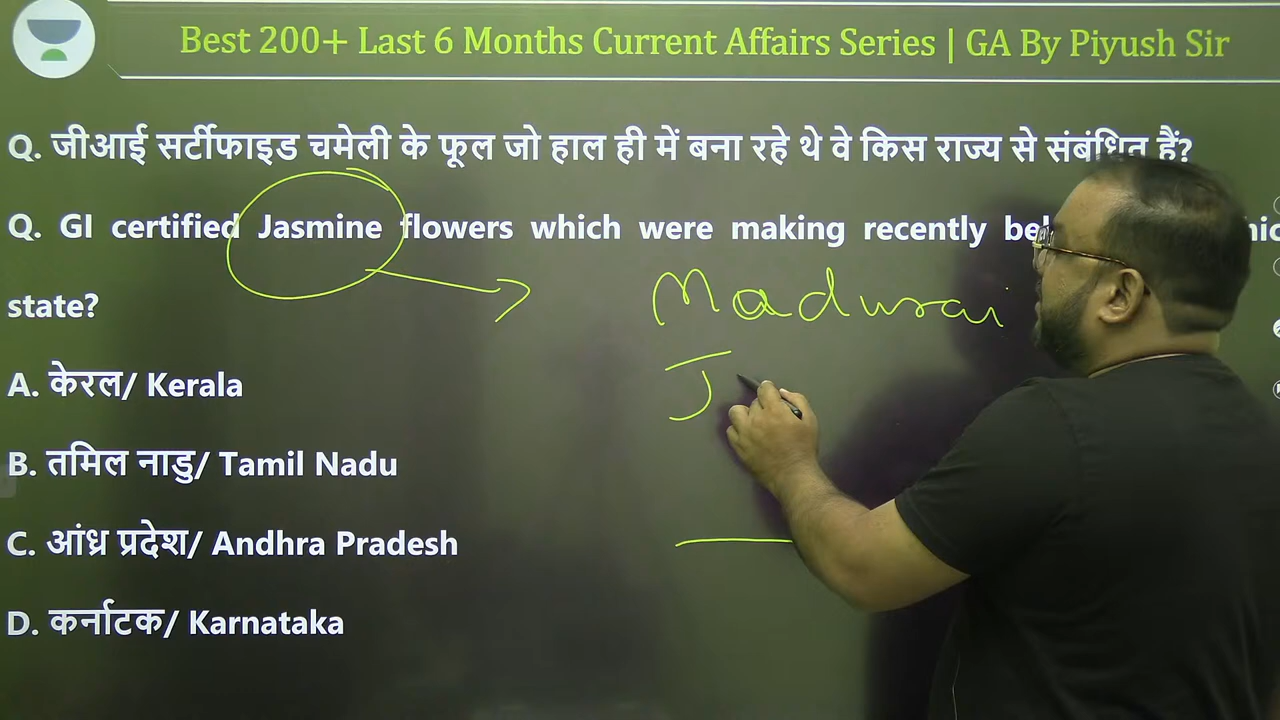 Best 200+ Last 6 Months Current Affairs Series | GA By Piyush Sir
Q. जीआई सर्टीफाइड चमेली के फूल जो हाल ही में बना रहे थे वे किस राज्य से संबंधित हैं?
Q. GI certified Jasmine flowers which were making recently
state?
Madurai
J
A. केरल/ Kerala
B. तमिल नाडु/ Tamil Nadu
C. आंध्र प्रदेश/ Andhra Pradesh
D. कर्नाटक/ Karnataka